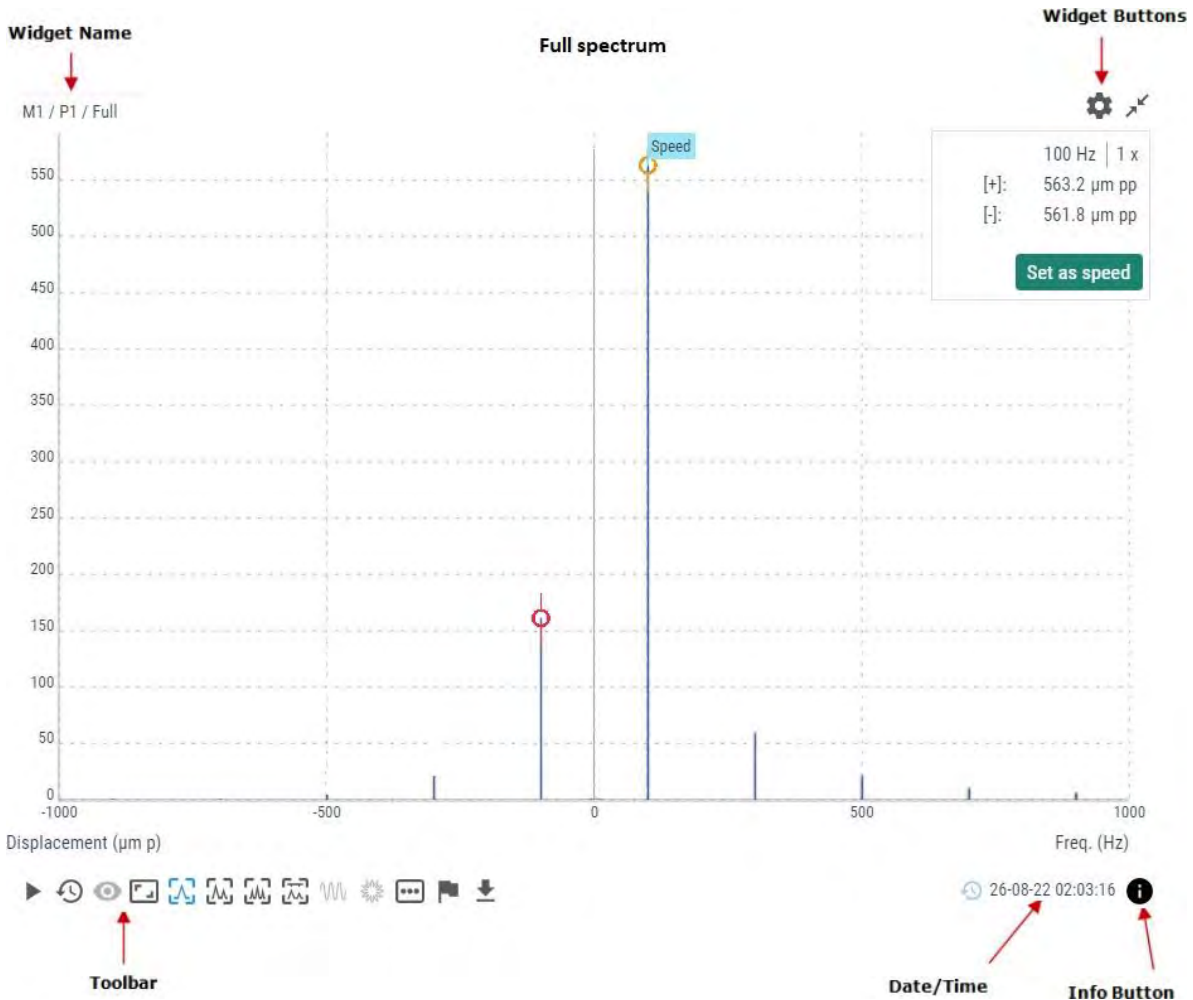 Widget Name
Full spectrum
Widget Buttons
M1 / P1 / Full
Speed
100 Hz | 1 x
[+]: 563.2 µm pp
[-]: 561.8 µm pp
Set as speed
550
500
450
400
350
300
250
200
150
100
50
0
-1000 -500 0 500 1000
Displacement (µm p) Freq. (Hz)
26-08-22 02:03:16
Toolbar
Date/Time
Info Button